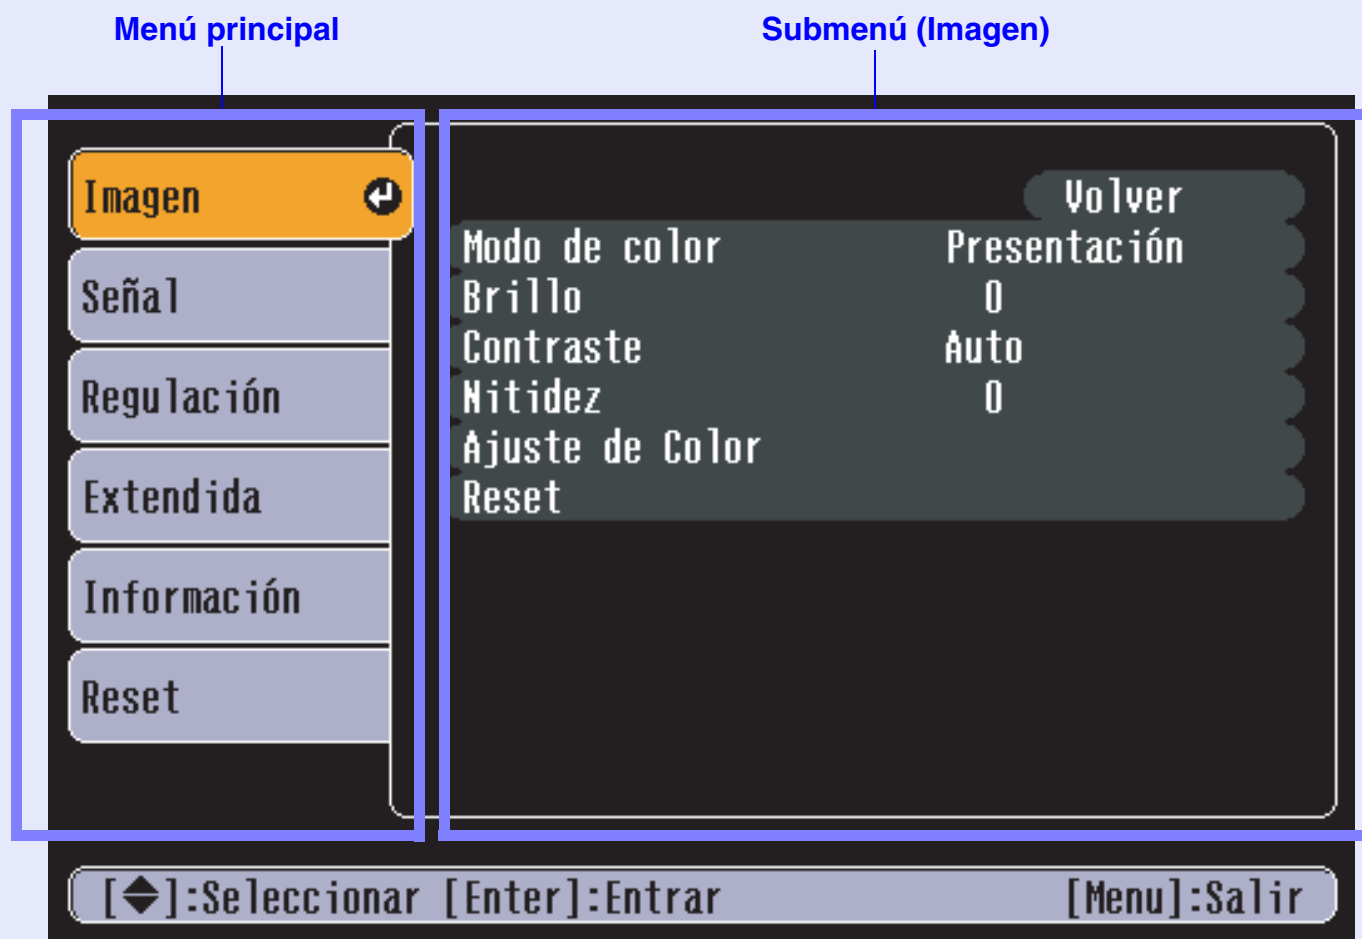 Menú principal
Submenú (Imagen)
Imagen
Señal
Regulación
Extendida
Información
Reset
Volver
Modo de color Presentación
Brillo 0
Contraste Auto
Nitidez 0
Ajuste de Color
Reset
[◆]:Seleccionar [Enter]:Entrar [Menu]:Salir